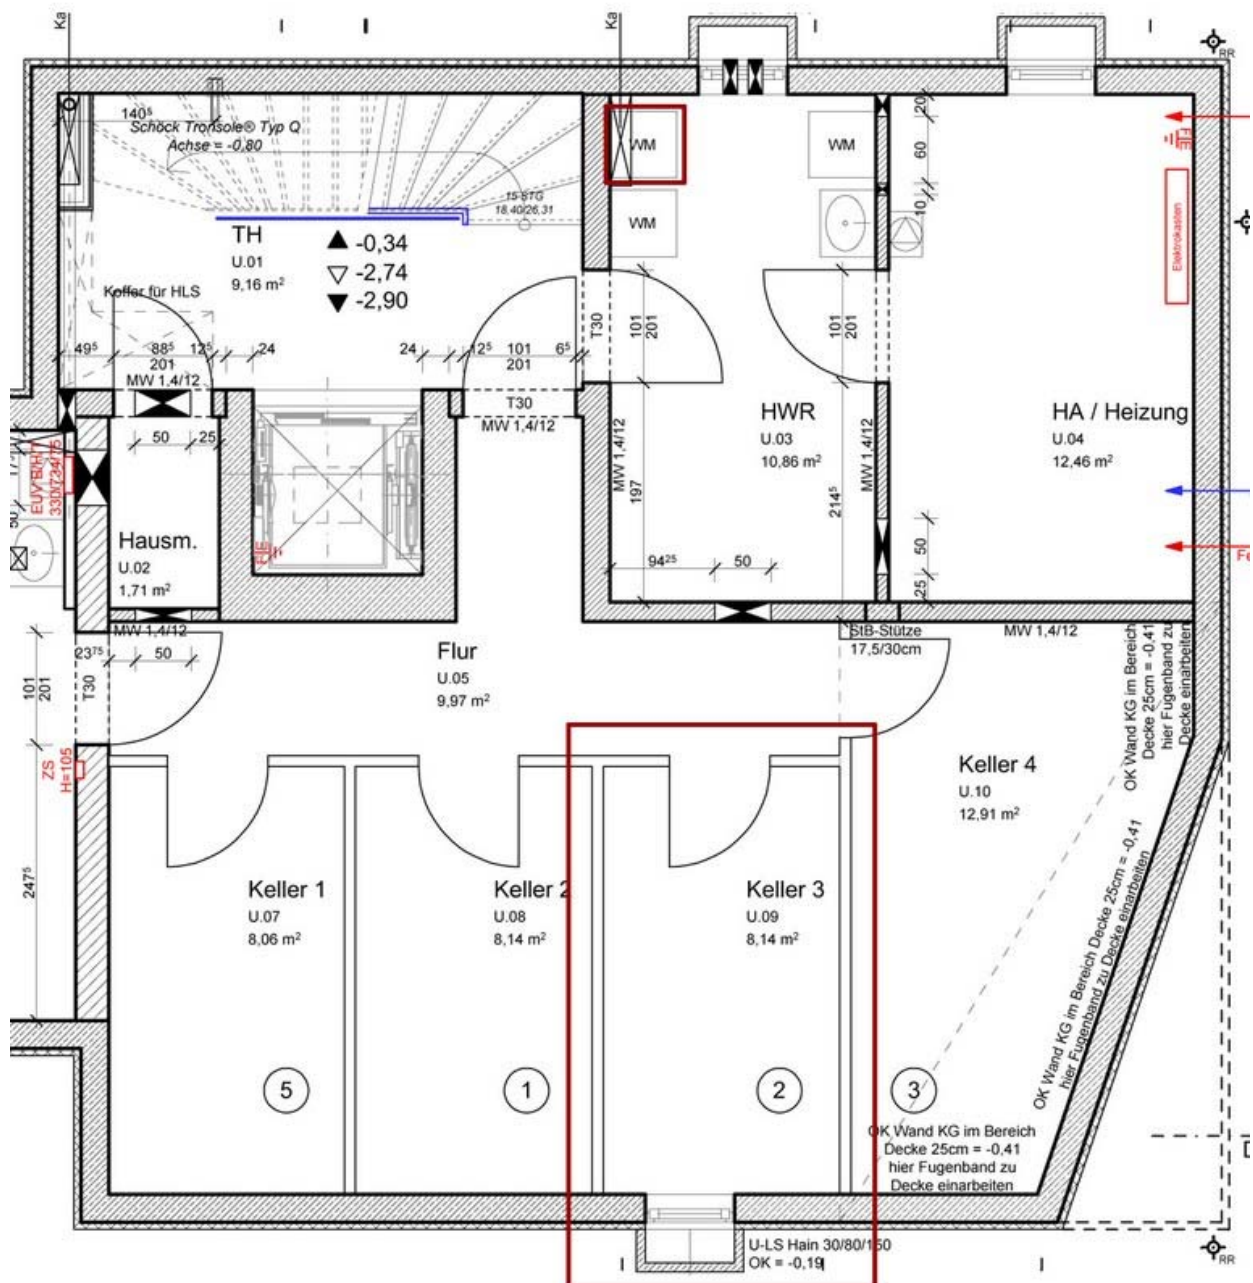 Ka
Ka
RR
140⁵
Schöck Tronsole® Typ Q
Achse = -0,80
15 STG
18,40/26,31
WM
WM
WM
20
60
10
FIE
Elektrokasten
TH
U.01
9,16 m²
-0,34
-2,74
-2,90
Koffer für HLS
T30
101
201
101
201
49⁵
88⁵
201
12⁵
24
24
12⁵
101
201
6⁵
MW 1,4/12
T30
MW 1,4/12
50
25
HWR
U.03
10,86 m²
HA / Heizung
U.04
12,46 m²
MW 1,4/12
197
MW 1,4/12
214⁵
EUV B/H/T
330/734/75
50
Hausm.
U.02
1,71 m²
FIE
94²⁵
50
50
25
Fe
MW 1,4/12
23⁷⁵
50
101
201
T30
Flur
U.05
9,97 m²
StB-Stütze
17,5/30cm
MW 1,4/12
OK Wand KG im Bereich
Decke 25cm = -0,41
hier Fugenband zu
Decke einarbeiten
ZS
H=105
Keller 4
U.10
12,91 m²
247⁵
Keller 1
U.07
8,06 m²
Keller 2
U.08
8,14 m²
Keller 3
U.09
8,14 m²
OK Wand KG im Bereich Decke 25cm = -0,41
hier Fugenband zu Decke einarbeiten
5
1
2
3
OK Wand KG im Bereich
Decke 25cm = -0,41
hier Fugenband zu
Decke einarbeiten
U-LS Hain 30/80/150
OK = -0,19
RR